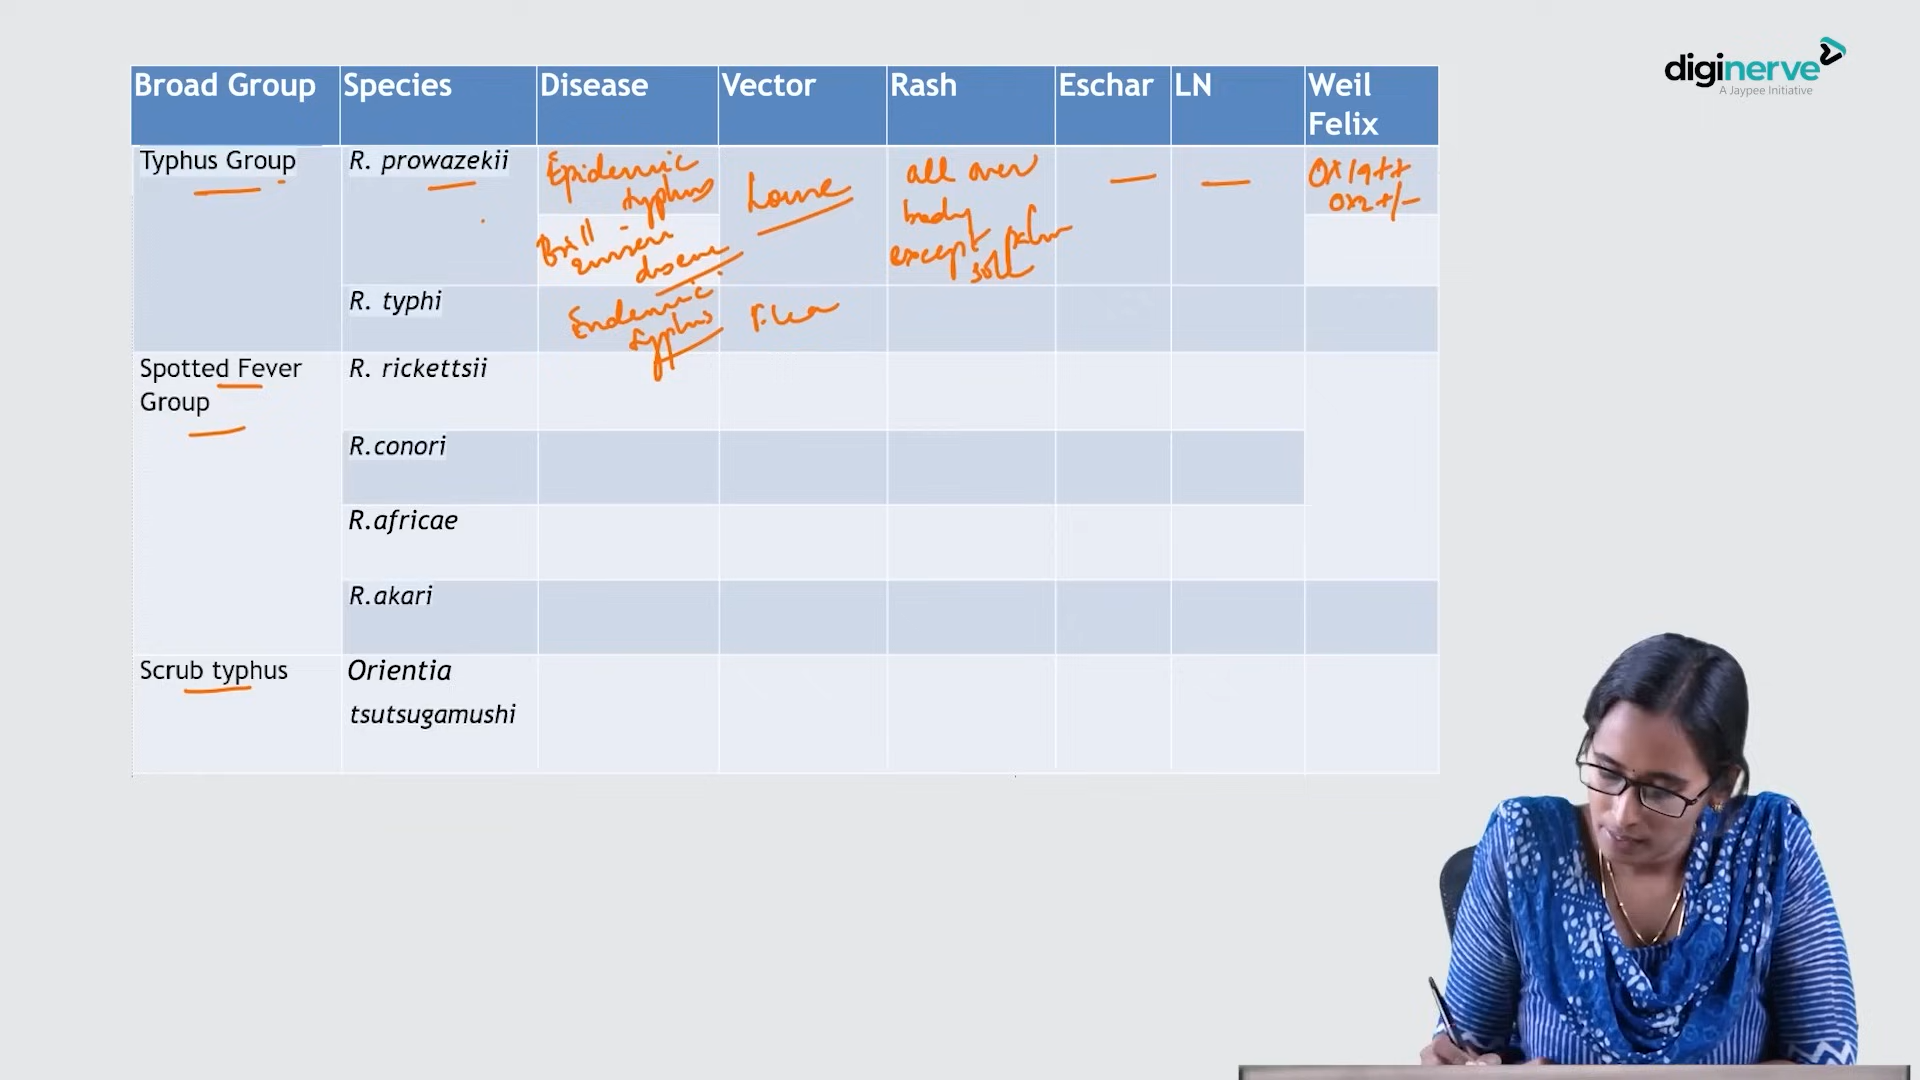 diginerve
A Jaypee Initiative
Broad Group Species Disease Vector Rash Eschar LN Weil Felix
Typhus Group R. prowazekii Epidemic typhus Louse all over body except palm sole — — OX19++ OX2+/-
Brill Zinsser disease
R. typhi Endemic typhus Flea
Spotted Fever Group R. rickettsii
R.conori
R.africae
R.akari
Scrub typhus Orientia tsutsugamushi